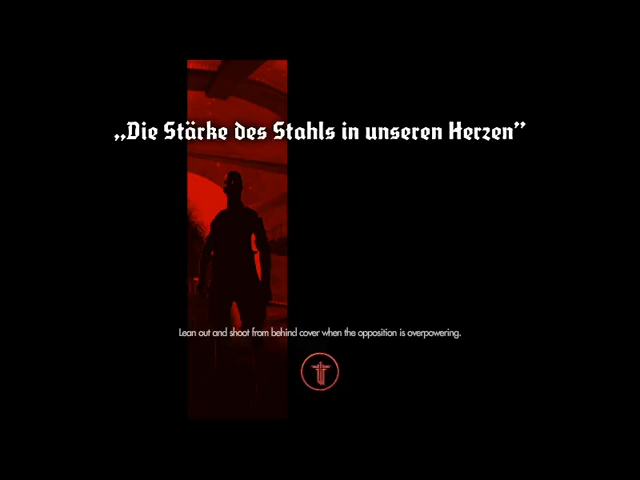 „Die Stärke des Stahls in unseren Herzen”
Lean out and shoot from behind cover when the opposition is overpowering.